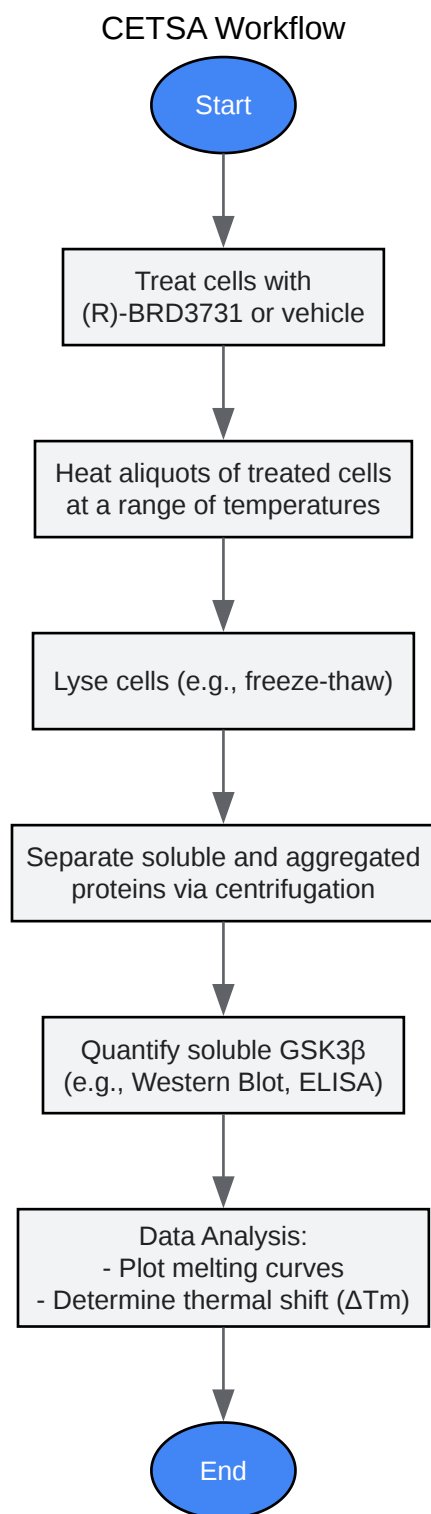 CETSA Workflow
Start
Treat cells with
(R)-BRD3731 or vehicle
Heat aliquots of treated cells
at a range of temperatures
Lyse cells (e.g., freeze-thaw)
Separate soluble and aggregated
proteins via centrifugation
Quantify soluble GSK3β
(e.g., Western Blot, ELISA)
Data Analysis:
- Plot melting curves
- Determine thermal shift (ΔTm)
End